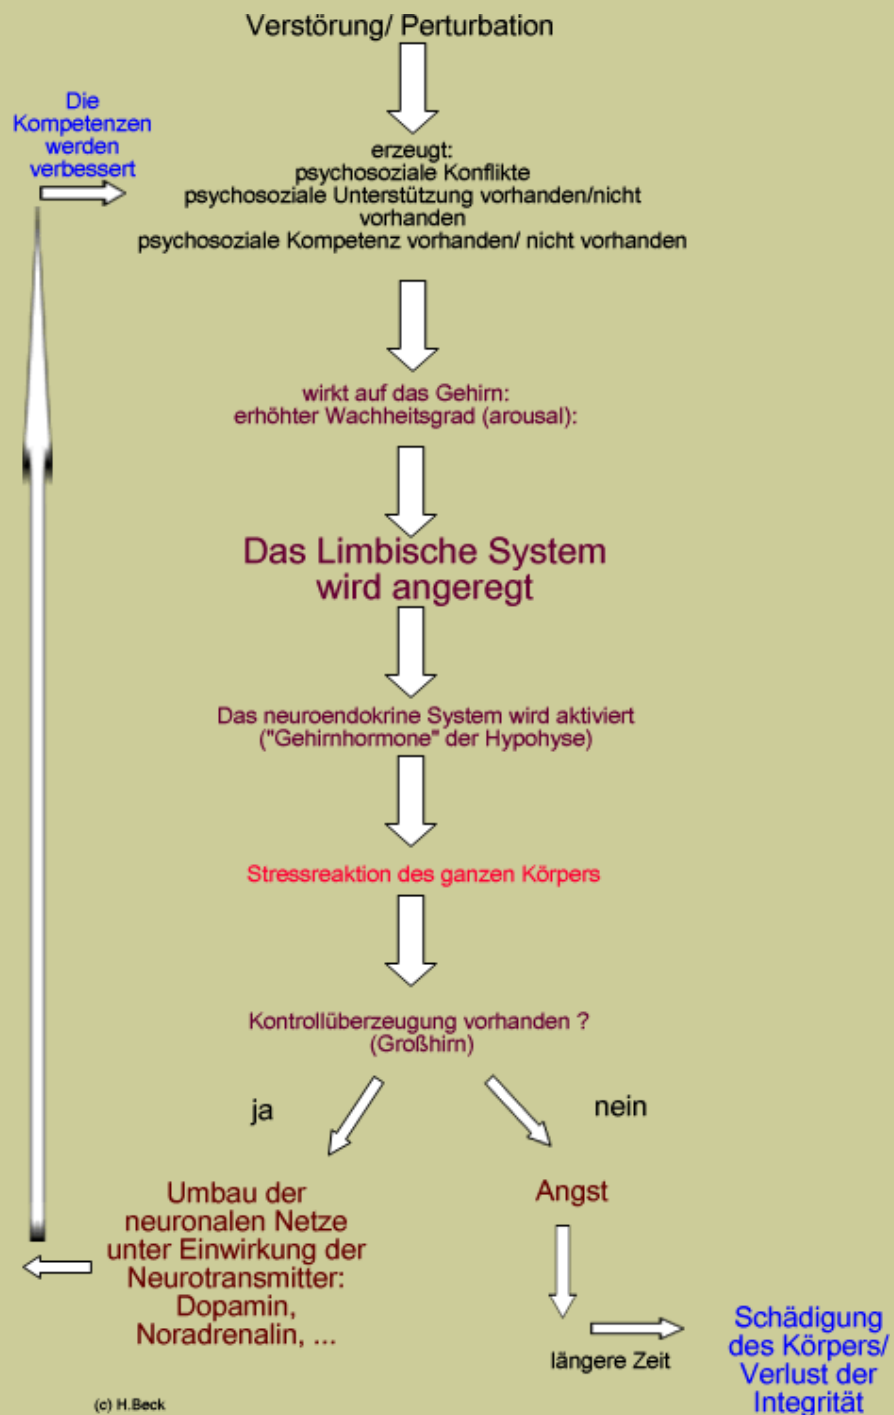 Verstörung/ Perturbation
Die
Kompetenzen
werden
verbessert
erzeugt:
psychosoziale Konflikte
psychosoziale Unterstützung vorhanden/nicht
vorhanden
psychosoziale Kompetenz vorhanden/ nicht vorhanden
wirkt auf das Gehirn:
erhöhter Wachheitsgrad (arousal):
Das Limbische System
wird angeregt
Das neuroendokrine System wird aktiviert
("Gehirnhormone" der Hypohyse)
Stressreaktion des ganzen Körpers
Kontrollüberzeugung vorhanden ?
(Großhirn)
ja
nein
Umbau der
neuronalen Netze
unter Einwirkung der
Neurotransmitter:
Dopamin,
Noradrenalin, ...
Angst
längere Zeit
Schädigung
des Körpers/
Verlust der
Integrität
(c) H.Beck